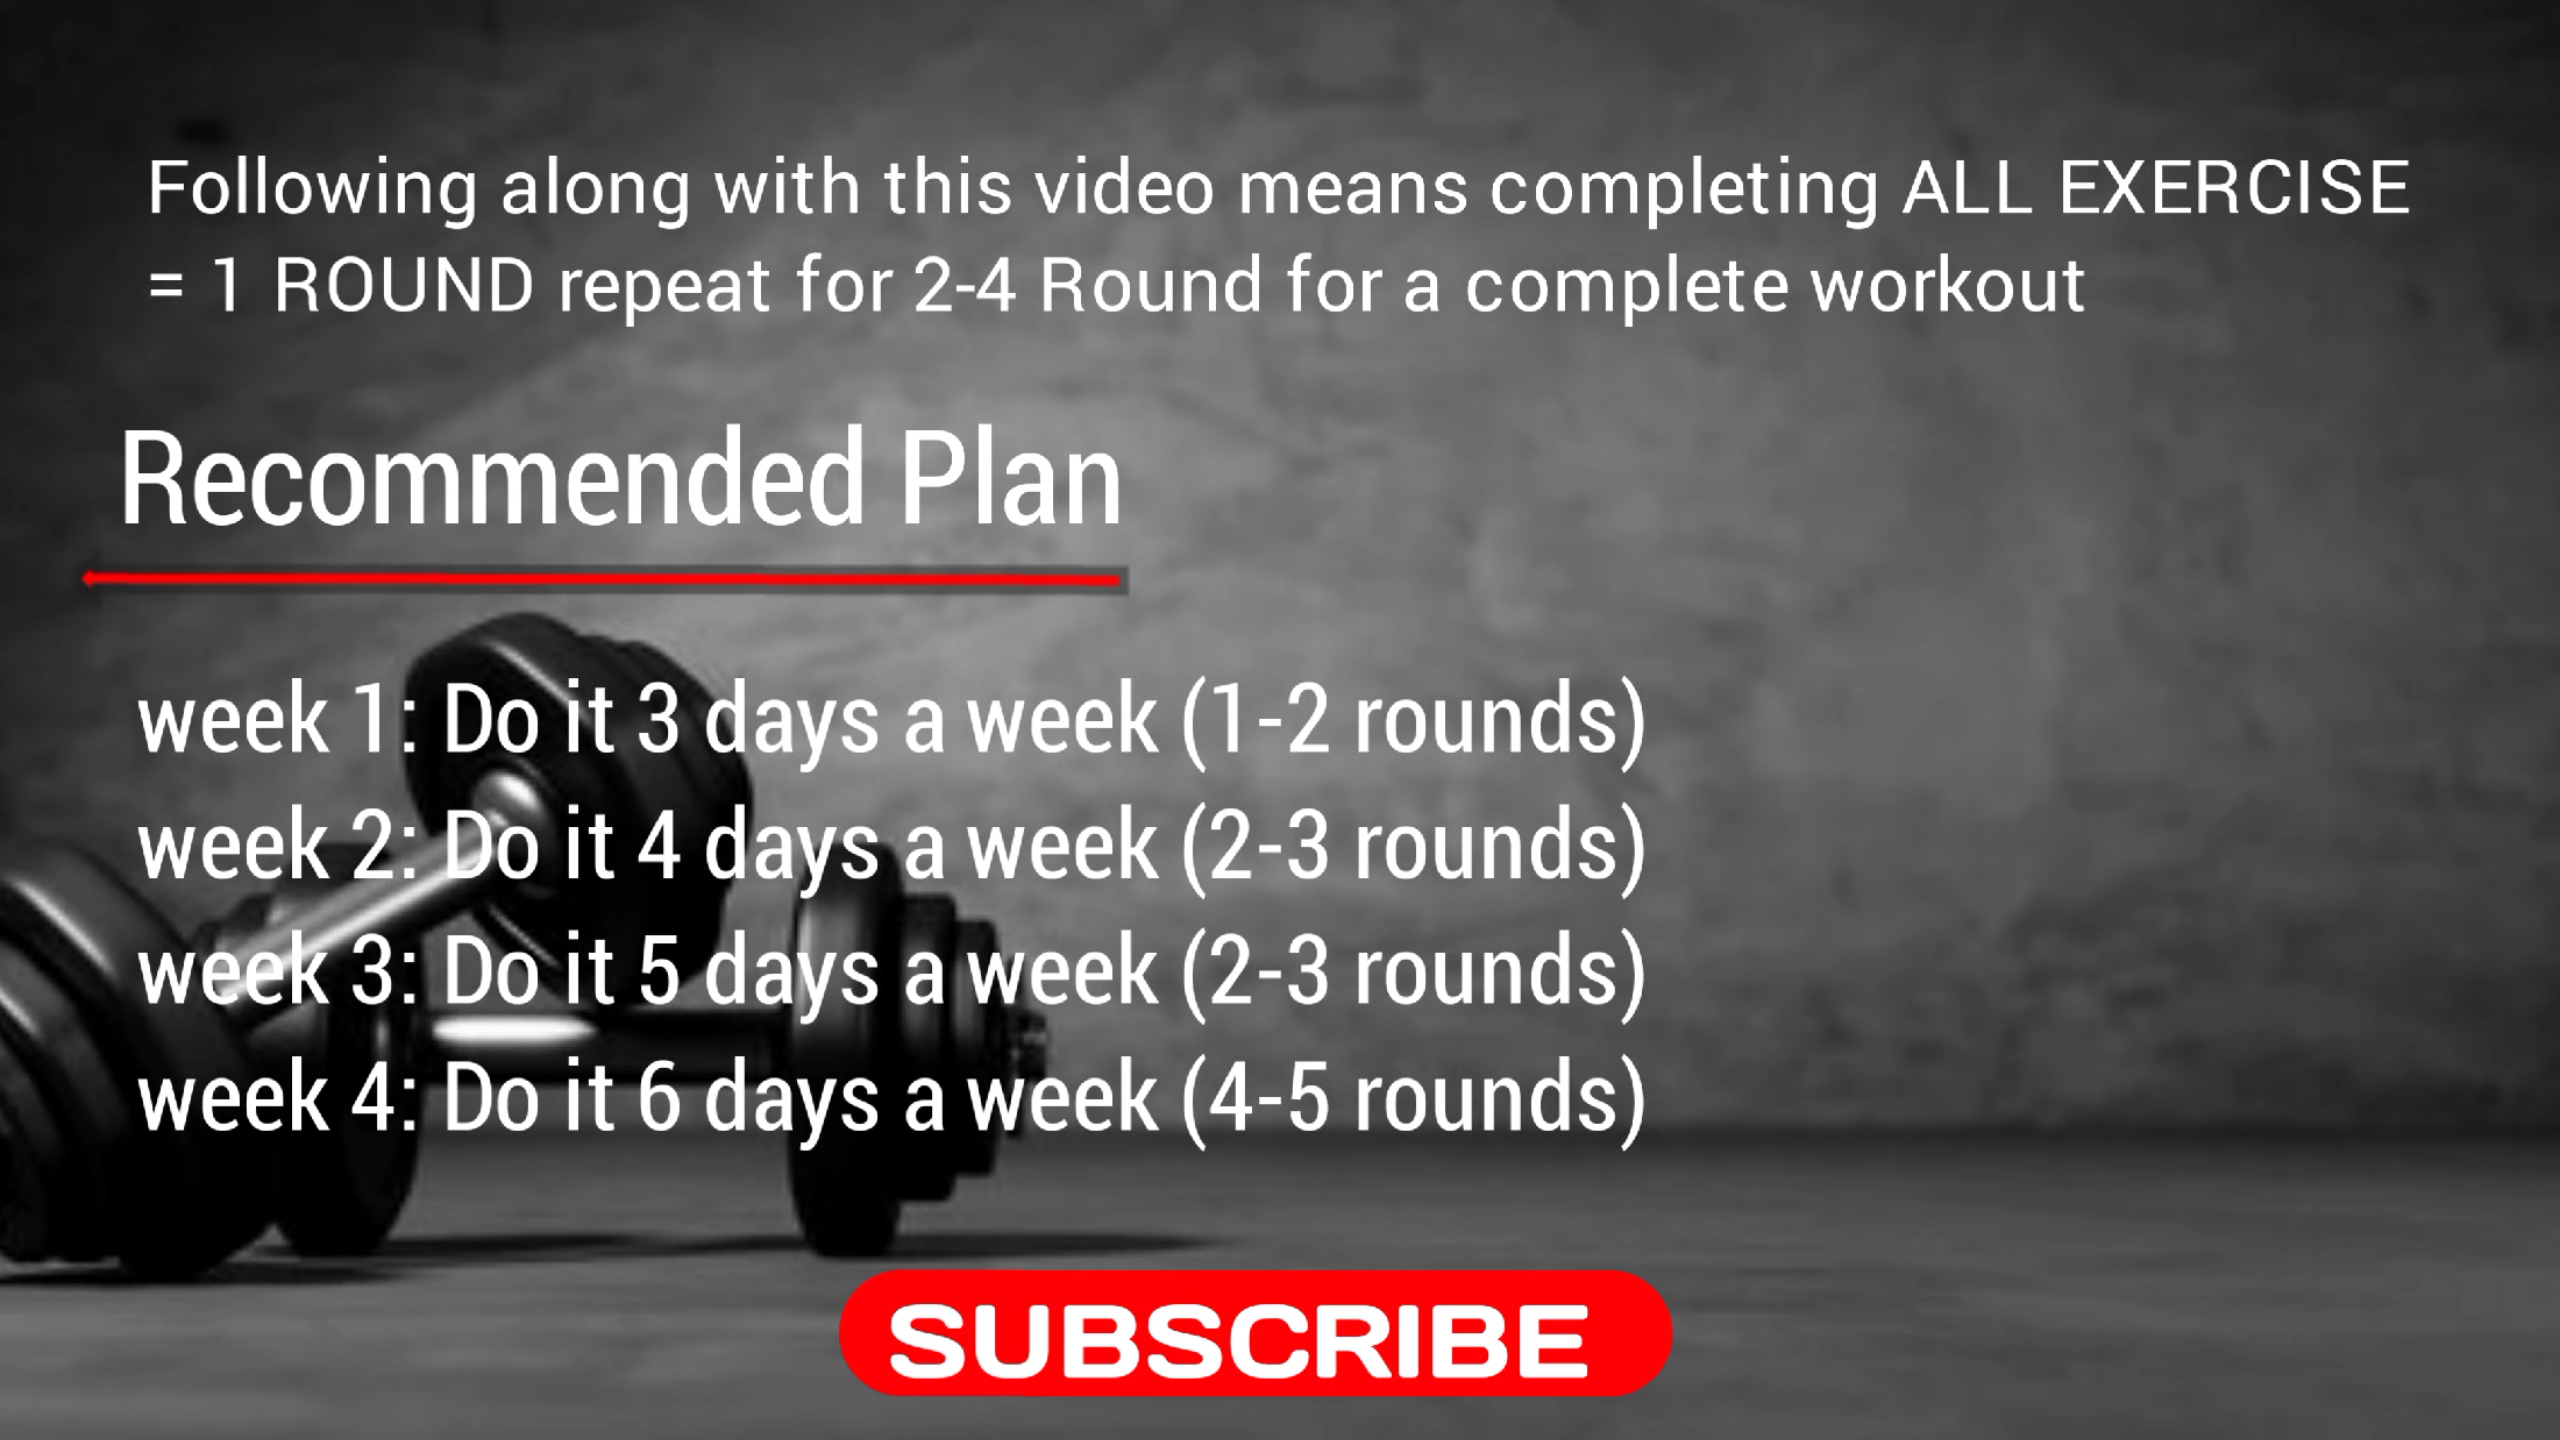 Following along with this video means completing ALL EXERCISE
= 1 ROUND repeat for 2-4 Round for a complete workout
Recommended Plan
week 1: Do it 3 days a week (1-2 rounds)
week 2: Do it 4 days a week (2-3 rounds)
week 3: Do it 5 days a week (2-3 rounds)
week 4: Do it 6 days a week (4-5 rounds)
SUBSCRIBE